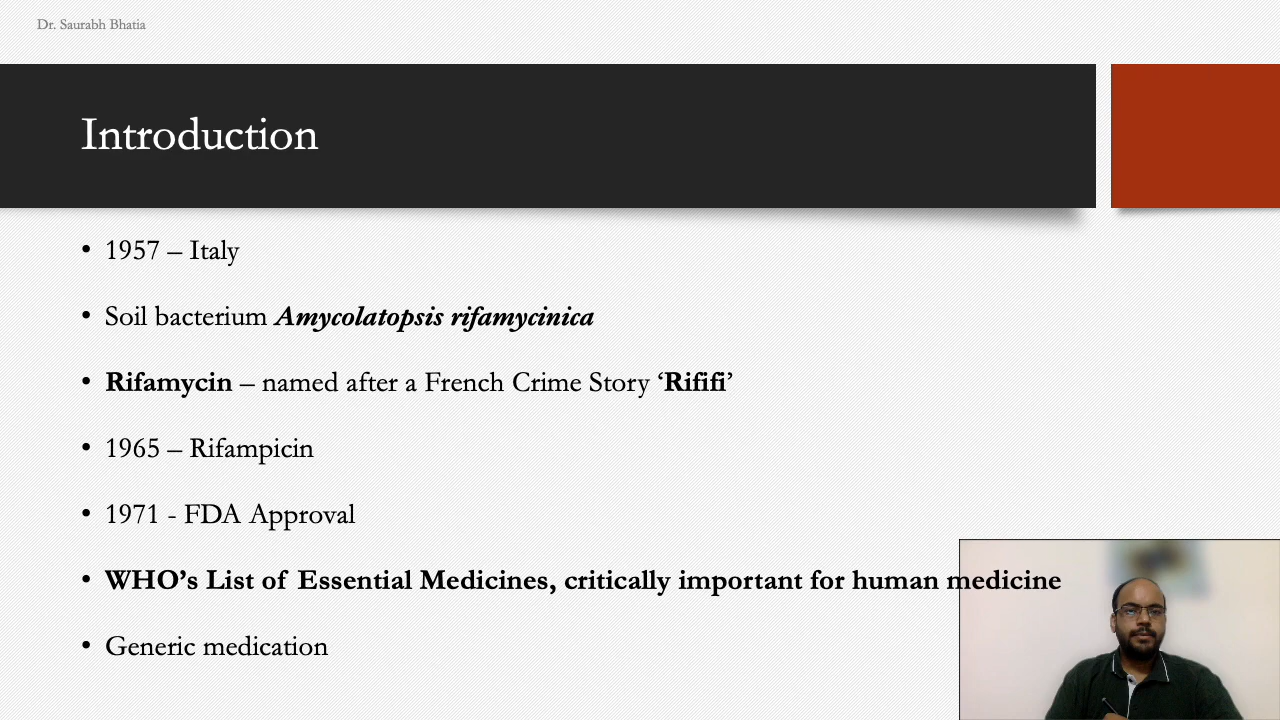 Dr. Saurabh Bhatia
Introduction
• 1957 – Italy
• Soil bacterium Amycolatopsis rifamycinica
• Rifamycin – named after a French Crime Story ‘Rififi’
• 1965 – Rifampicin
• 1971 - FDA Approval
• WHO’s List of Essential Medicines, critically important for human medicine
• Generic medication